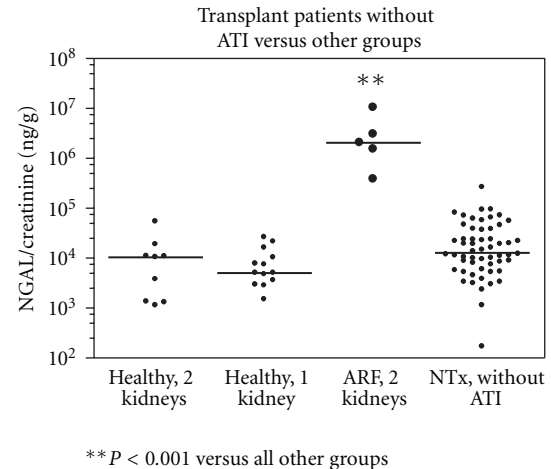 Transplant patients without
ATI versus other groups
NGAL/creatinine (ng/g)
10⁸
10⁷
10⁶
10⁵
10⁴
10³
10²
**
Healthy, 2
kidneys
Healthy, 1
kidney
ARF, 2
kidneys
NTx, without
ATI
**P < 0.001 versus all other groups